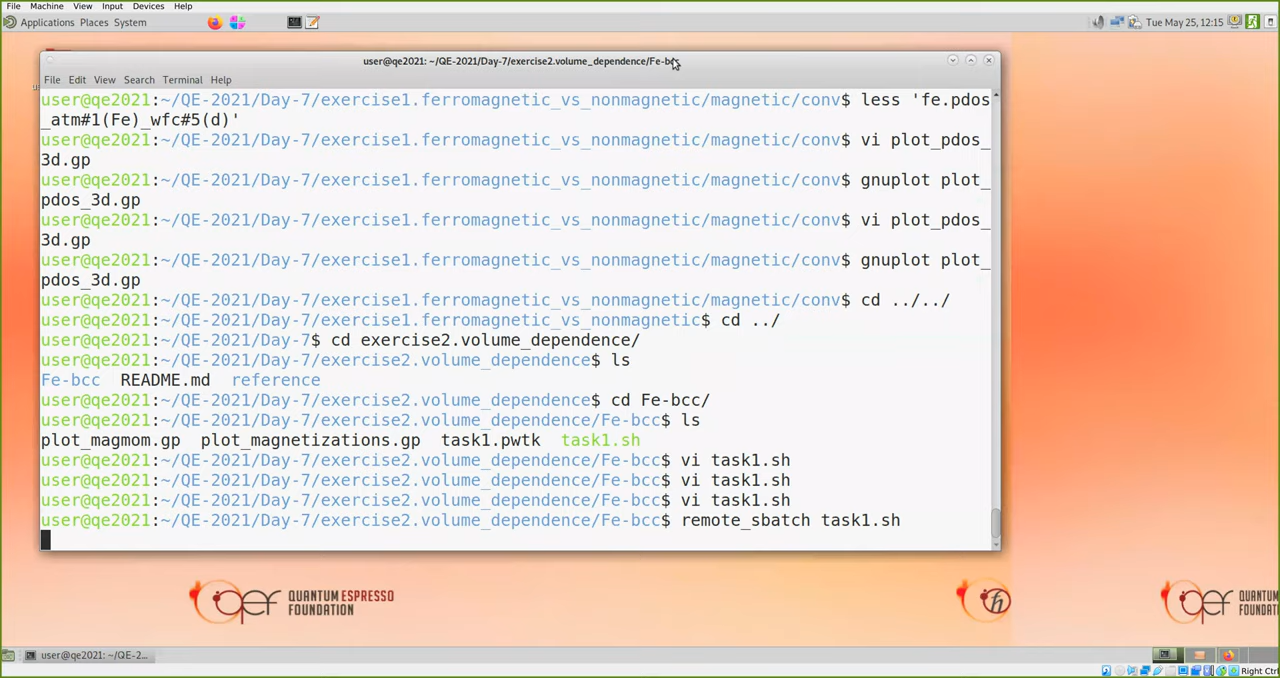 File Machine View Input Devices Help
Applications Places System
Tue May 25, 12:15
user@qe2021: ~/QE-2021/Day-7/exercise2.volume_dependence/Fe-bcc
File Edit View Search Terminal Help
user@qe2021:~/QE-2021/Day-7/exercise1.ferromagnetic_vs_nonmagnetic/magnetic/conv$ less 'fe.pdos
_atm#1(Fe)_wfc#5(d)'
user@qe2021:~/QE-2021/Day-7/exercise1.ferromagnetic_vs_nonmagnetic/magnetic/conv$ vi plot_pdos_
3d.gp
user@qe2021:~/QE-2021/Day-7/exercise1.ferromagnetic_vs_nonmagnetic/magnetic/conv$ gnuplot plot_
pdos_3d.gp
user@qe2021:~/QE-2021/Day-7/exercise1.ferromagnetic_vs_nonmagnetic/magnetic/conv$ vi plot_pdos_
3d.gp
user@qe2021:~/QE-2021/Day-7/exercise1.ferromagnetic_vs_nonmagnetic/magnetic/conv$ gnuplot plot_
pdos_3d.gp
user@qe2021:~/QE-2021/Day-7/exercise1.ferromagnetic_vs_nonmagnetic/magnetic/conv$ cd ../../
user@qe2021:~/QE-2021/Day-7/exercise1.ferromagnetic_vs_nonmagnetic$ cd ../
user@qe2021:~/QE-2021/Day-7$ cd exercise2.volume_dependence/
user@qe2021:~/QE-2021/Day-7/exercise2.volume_dependence$ ls
Fe-bcc README.md reference
user@qe2021:~/QE-2021/Day-7/exercise2.volume_dependence$ cd Fe-bcc/
user@qe2021:~/QE-2021/Day-7/exercise2.volume_dependence/Fe-bcc$ ls
plot_magmom.gp plot_magnetizations.gp task1.pwtk task1.sh
user@qe2021:~/QE-2021/Day-7/exercise2.volume_dependence/Fe-bcc$ vi task1.sh
user@qe2021:~/QE-2021/Day-7/exercise2.volume_dependence/Fe-bcc$ vi task1.sh
user@qe2021:~/QE-2021/Day-7/exercise2.volume_dependence/Fe-bcc$ vi task1.sh
user@qe2021:~/QE-2021/Day-7/exercise2.volume_dependence/Fe-bcc$ remote_sbatch task1.sh
QEF QUANTUM ESPRESSO
FOUNDATION
ħ
QEF QUANTU
FOUNDA
user@qe2021: ~/QE-2...
Right Ctrl